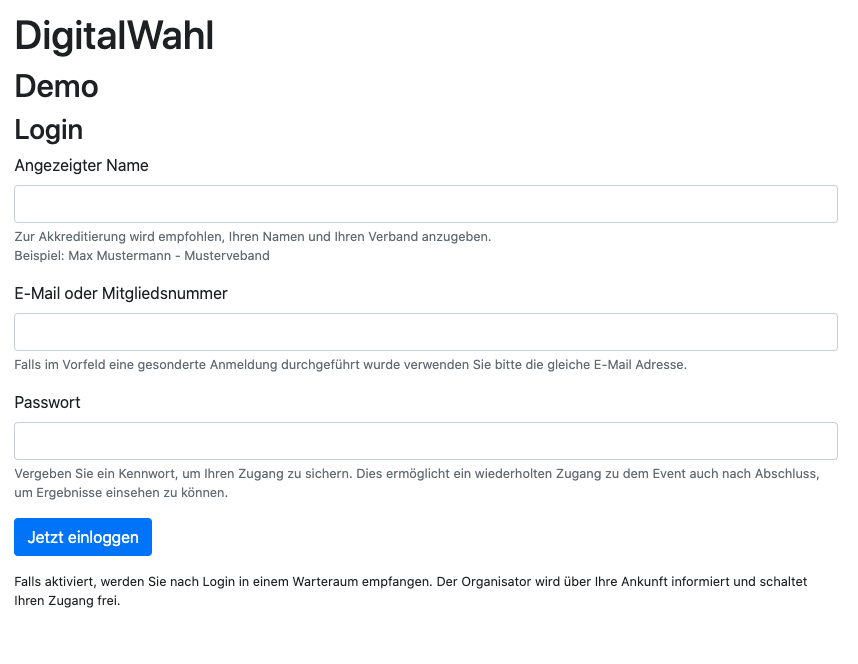 DigitalWahl
Demo
Login
Angezeigter Name
Zur Akkreditierung wird empfohlen, Ihren Namen und Ihren Verband anzugeben.
Beispiel: Max Mustermann - Musterveband
E-Mail oder Mitgliedsnummer
Falls im Vorfeld eine gesonderte Anmeldung durchgeführt wurde verwenden Sie bitte die gleiche E-Mail Adresse.
Passwort
Vergeben Sie ein Kennwort, um Ihren Zugang zu sichern. Dies ermöglicht ein wiederholten Zugang zu dem Event auch nach Abschluss,
um Ergebnisse einsehen zu können.
Jetzt einloggen
Falls aktiviert, werden Sie nach Login in einem Warteraum empfangen. Der Organisator wird über Ihre Ankunft informiert und schaltet
Ihren Zugang frei.